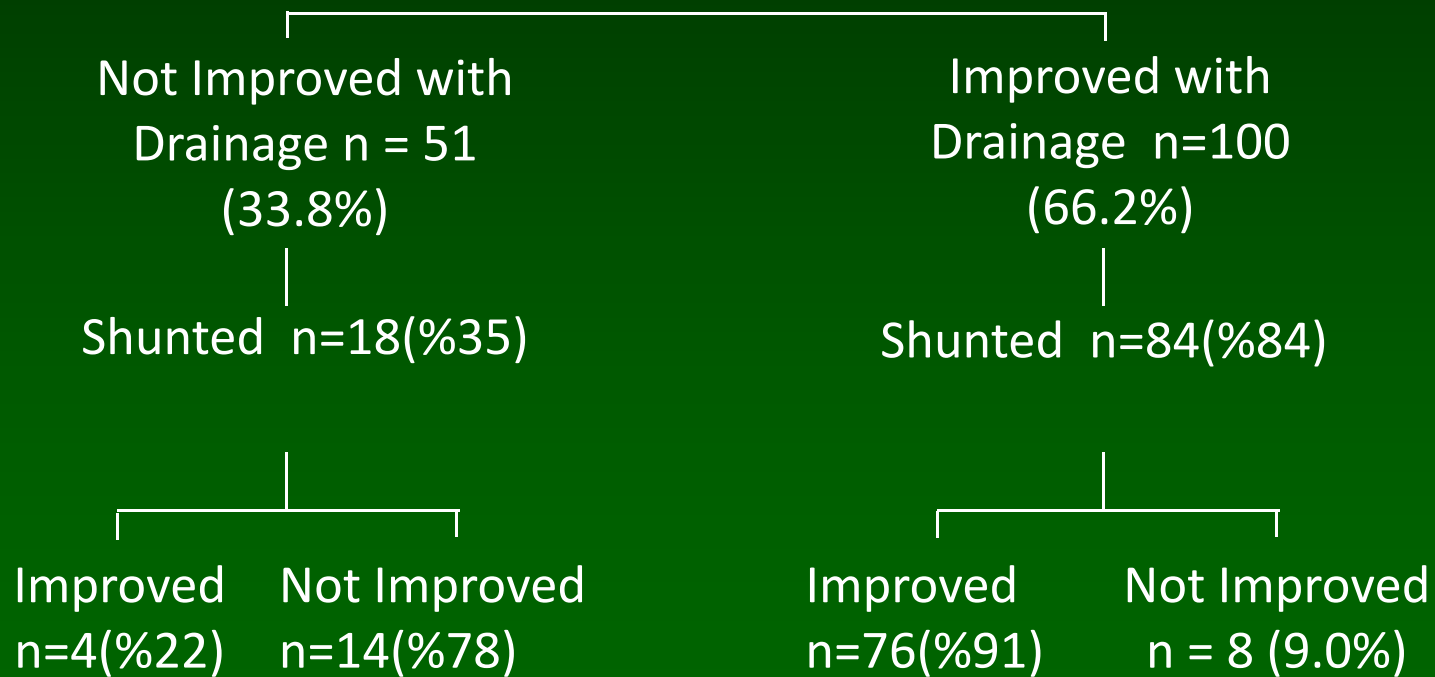 Not Improved with
Drainage n = 51
(33.8%)
Improved with
Drainage  n=100
(66.2%)
Shunted  n=18(%35)
Shunted  n=84(%84)
Improved
n=4(%22)
Not Improved
n=14(%78)
Improved
n=76(%91)
Not Improved
n = 8 (9.0%)